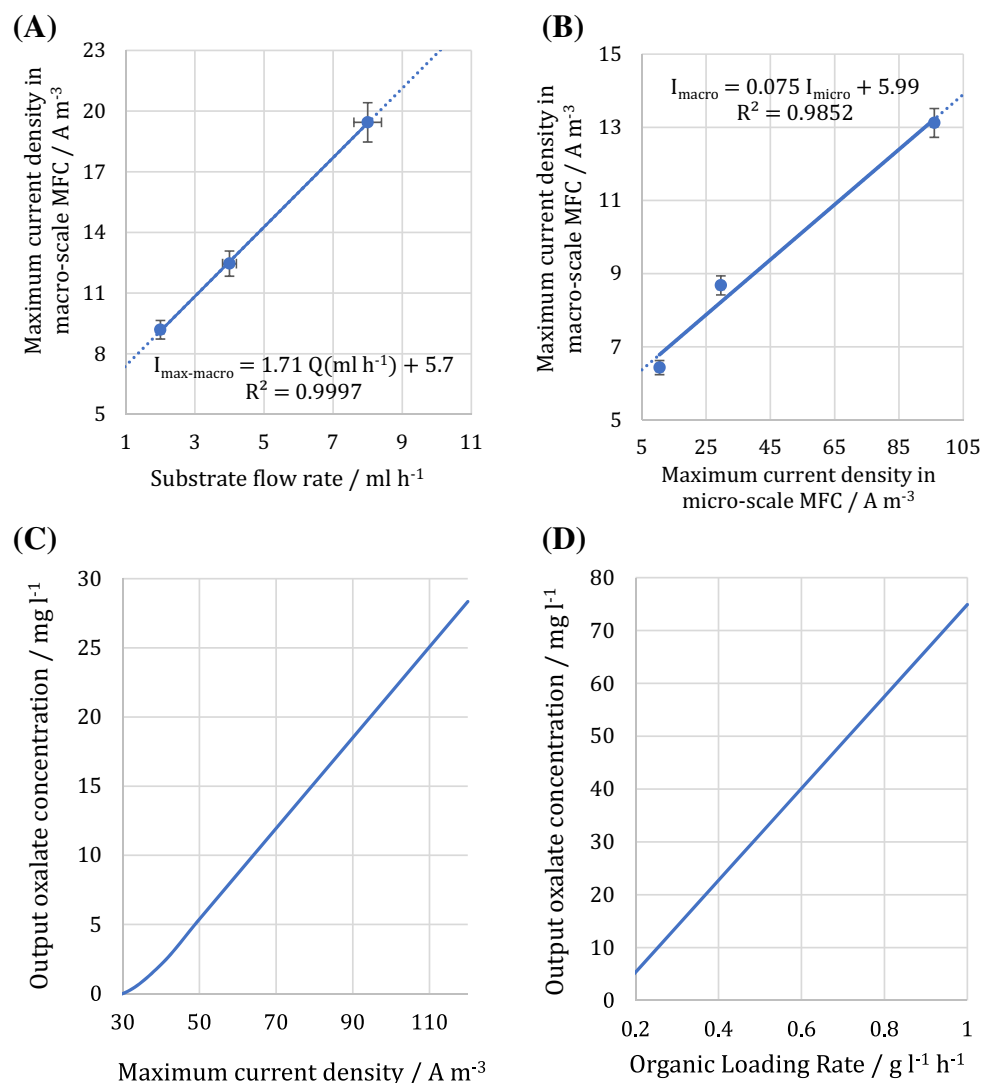 (A)
Maximum current density in
macro-scale MFC / A m⁻³
23
20
17
14
11
8
5
I_max-macro = 1.71 Q(ml h⁻¹) + 5.7
R² = 0.9997
1 3 5 7 9 11
Substrate flow rate / ml h⁻¹
(B)
Maximum current density in
macro-scale MFC / A m⁻³
15
13
11
9
7
5
I_macro = 0.075 I_micro + 5.99
R² = 0.9852
5 25 45 65 85 105
Maximum current density in
micro-scale MFC / A m⁻³
(C)
Output oxalate concentration / mg l⁻¹
30
25
20
15
10
5
0
30 50 70 90 110
Maximum current density / A m⁻³
(D)
Output oxalate concentration / mg l⁻¹
80
70
60
50
40
30
20
10
0
0.2 0.4 0.6 0.8 1
Organic Loading Rate / g l⁻¹ h⁻¹